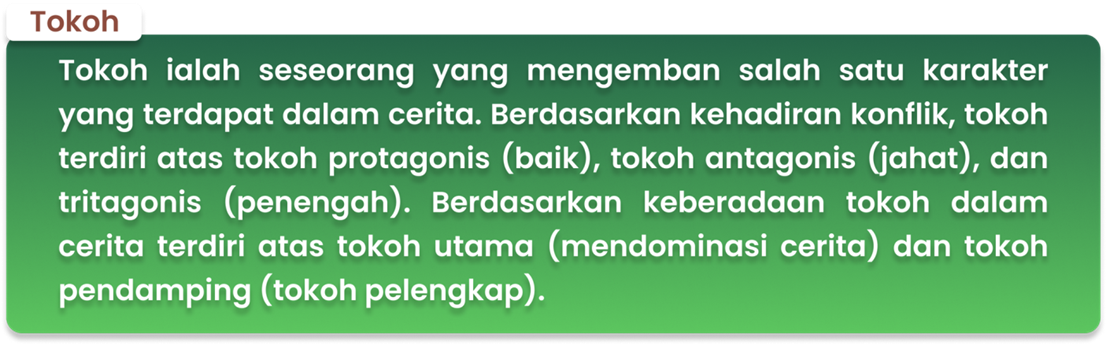 Tokoh
Tokoh ialah seseorang yang mengemban salah satu karakter
yang terdapat dalam cerita. Berdasarkan kehadiran konflik, tokoh
terdiri atas tokoh protagonis (baik), tokoh antagonis (jahat), dan
tritagonis (penengah). Berdasarkan keberadaan tokoh dalam
cerita terdiri atas tokoh utama (mendominasi cerita) dan tokoh
pendamping (tokoh pelengkap).